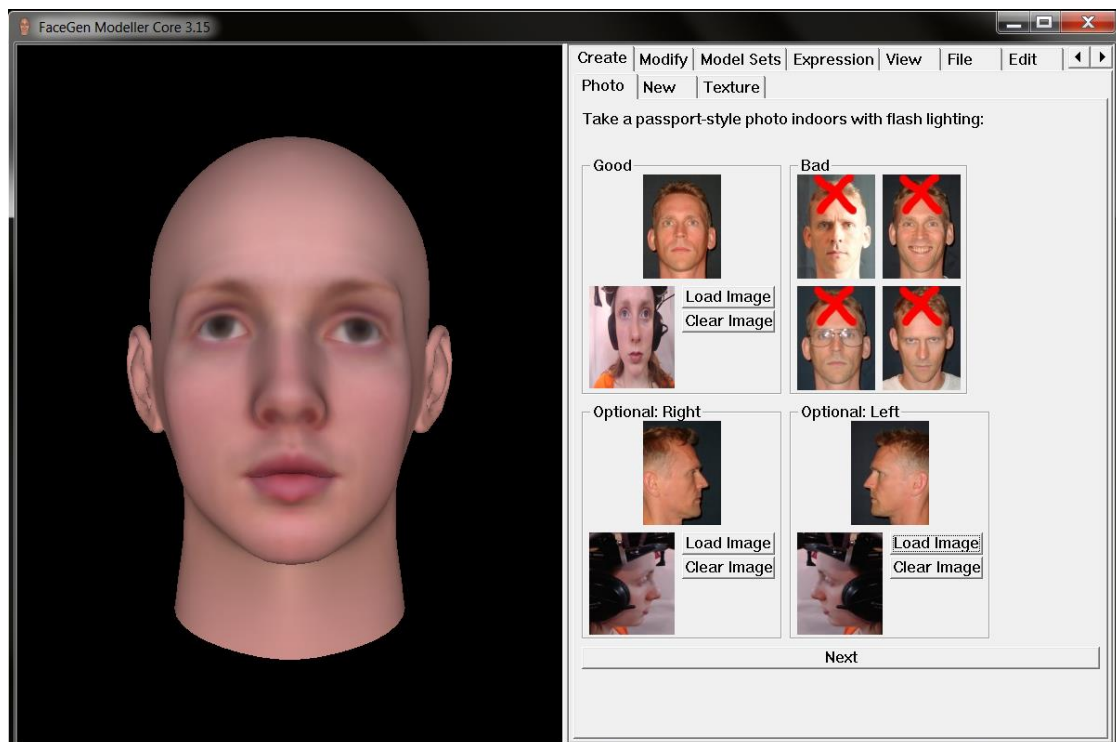 FaceGen Modeller Core 3.15
Create Modify Model Sets Expression View File Edit
Photo New Texture
Take a passport-style photo indoors with flash lighting:
Good Bad
Load Image
Clear Image
Optional: Right Optional: Left
Load Image Load Image
Clear Image Clear Image
Next